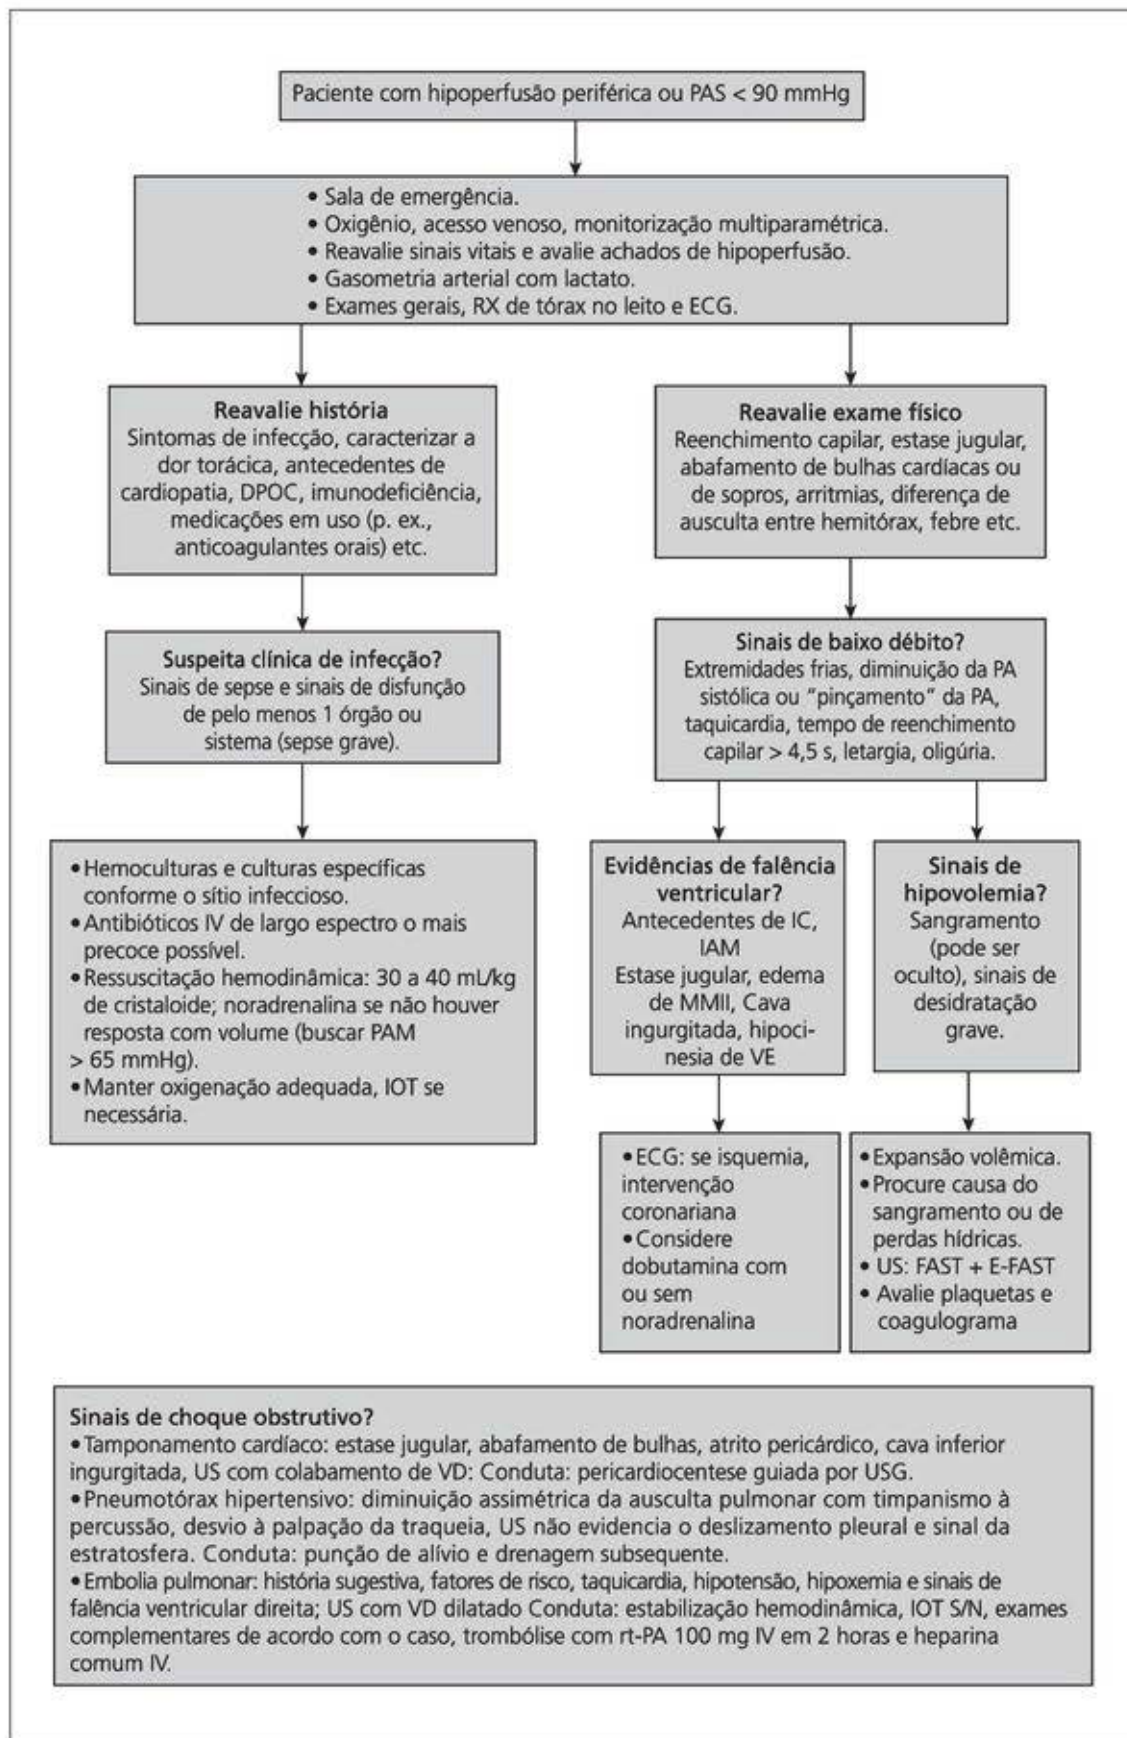 Paciente com hipoperfusão periférica ou PAS < 90 mmHg
• Sala de emergência.
• Oxigênio, acesso venoso, monitorização multiparamétrica.
• Reavalie sinais vitais e avalie achados de hipoperfusão.
• Gasometria arterial com lactato.
• Exames gerais, RX de tórax no leito e ECG.
Reavalie história
Sintomas de infecção, caracterizar a
dor torácica, antecedentes de
cardiopatia, DPOC, imunodeficiência,
medicações em uso (p. ex.,
anticoagulantes orais) etc.
Reavalie exame físico
Reenchimento capilar, estase jugular,
abafamento de bulhas cardíacas ou
de sopros, arritmias, diferença de
ausculta entre hemitórax, febre etc.
Suspeita clínica de infecção?
Sinais de sepse e sinais de disfunção
de pelo menos 1 órgão ou
sistema (sepse grave).
Sinais de baixo débito?
Extremidades frias, diminuição da PA
sistólica ou “pinçamento” da PA,
taquicardia, tempo de reenchimento
capilar > 4,5 s, letargia, oligúria.
•Hemoculturas e culturas específicas
conforme o sítio infeccioso.
•Antibióticos IV de largo espectro o mais
precoce possível.
•Ressuscitação hemodinâmica: 30 a 40 mL/kg
de cristaloide; noradrenalina se não houver
resposta com volume (buscar PAM
> 65 mmHg).
•Manter oxigenação adequada, IOT se
necessária.
Evidências de falência
ventricular?
Antecedentes de IC,
IAM
Estase jugular, edema
de MMII, Cava
ingurgitada, hipoci-
nesia de VE
Sinais de
hipovolemia?
Sangramento
(pode ser
oculto), sinais de
desidratação
grave.
•ECG: se isquemia,
intervenção
coronariana
•Considere
dobutamina com
ou sem
noradrenalina
•Expansão volêmica.
•Procure causa do
sangramento ou de
perdas hídricas.
• US: FAST + E-FAST
• Avalie plaquetas e
coagulograma
Sinais de choque obstrutivo?
•Tamponamento cardíaco: estase jugular, abafamento de bulhas, atrito pericárdico, cava inferior
ingurgitada, US com colabamento de VD: Conduta: pericardiocentese guiada por USG.
•Pneumotórax hipertensivo: diminuição assimétrica da ausculta pulmonar com timpanismo à
percussão, desvio à palpação da traqueia, US não evidencia o deslizamento pleural e sinal da
estratosfera. Conduta: punção de alívio e drenagem subsequente.
•Embolia pulmonar: história sugestiva, fatores de risco, taquicardia, hipotensão, hipoxemia e sinais de
falência ventricular direita; US com VD dilatado Conduta: estabilização hemodinâmica, IOT S/N, exames
complementares de acordo com o caso, trombólise com rt-PA 100 mg IV em 2 horas e heparina
comum IV.